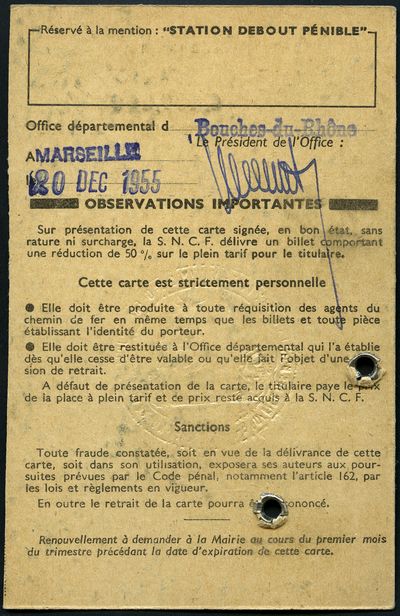 Réservé à la mention : "STATION DEBOUT PÉNIBLE"
Office départemental d Bouches-du-Rhône
A MARSEILLE Le Président de l'Office :
20 DEC 1955
OBSERVATIONS IMPORTANTES
Sur présentation de cette carte signée, en bon état, sans
rature ni surcharge, la S. N. C. F. délivre un billet comportant
une réduction de 50 % sur le plein tarif pour le titulaire.
Cette carte est strictement personnelle
● Elle doit être produite à toute réquisition des agents du
chemin de fer en même temps que les billets et toute pièce
établissant l'identité du porteur.
● Elle doit être restituée à l'Office départemental qui l'a établie
dès qu'elle cesse d'être valable ou qu'elle fait l'objet d'une
sion de retrait.
A défaut de présentation de la carte, le titulaire paye le prix
de la place à plein tarif et ce prix reste acquis à la S. N. C. F.
Sanctions
Toute fraude constatée, soit en vue de la délivrance de cette
carte, soit dans son utilisation, exposera ses auteurs aux pour-
suites prévues par le Code pénal, notamment l'article 162, par
les lois et règlements en vigueur.
En outre le retrait de la carte pourra ononcé.
Renouvellement à demander à la Mairie au cours du premier mois
du trimestre précédant la date d'expiration de cette carte.